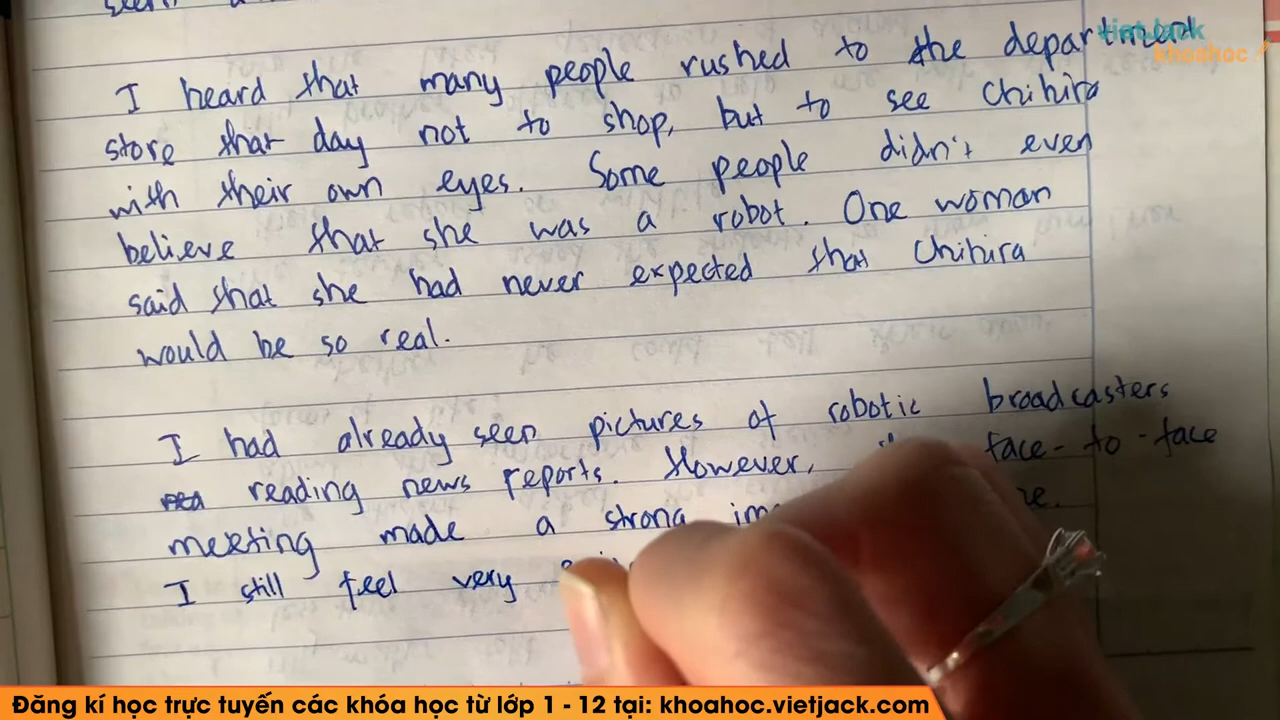 I heard that many people rushed to the department
store that day not to shop, but to see Chihira
with their own eyes. Some people didn't even
believe that she was a robot. One woman
said that she had never expected that Chihira
would be so real.
I had already seen pictures of robotic broadcasters
reading news reports. However, face-to-face
meeting made a strong
I still feel very
vietjack
khoahoc
Đăng kí học trực tuyến các khóa học từ lớp 1 - 12 tại: khoahoc.vietjack.com